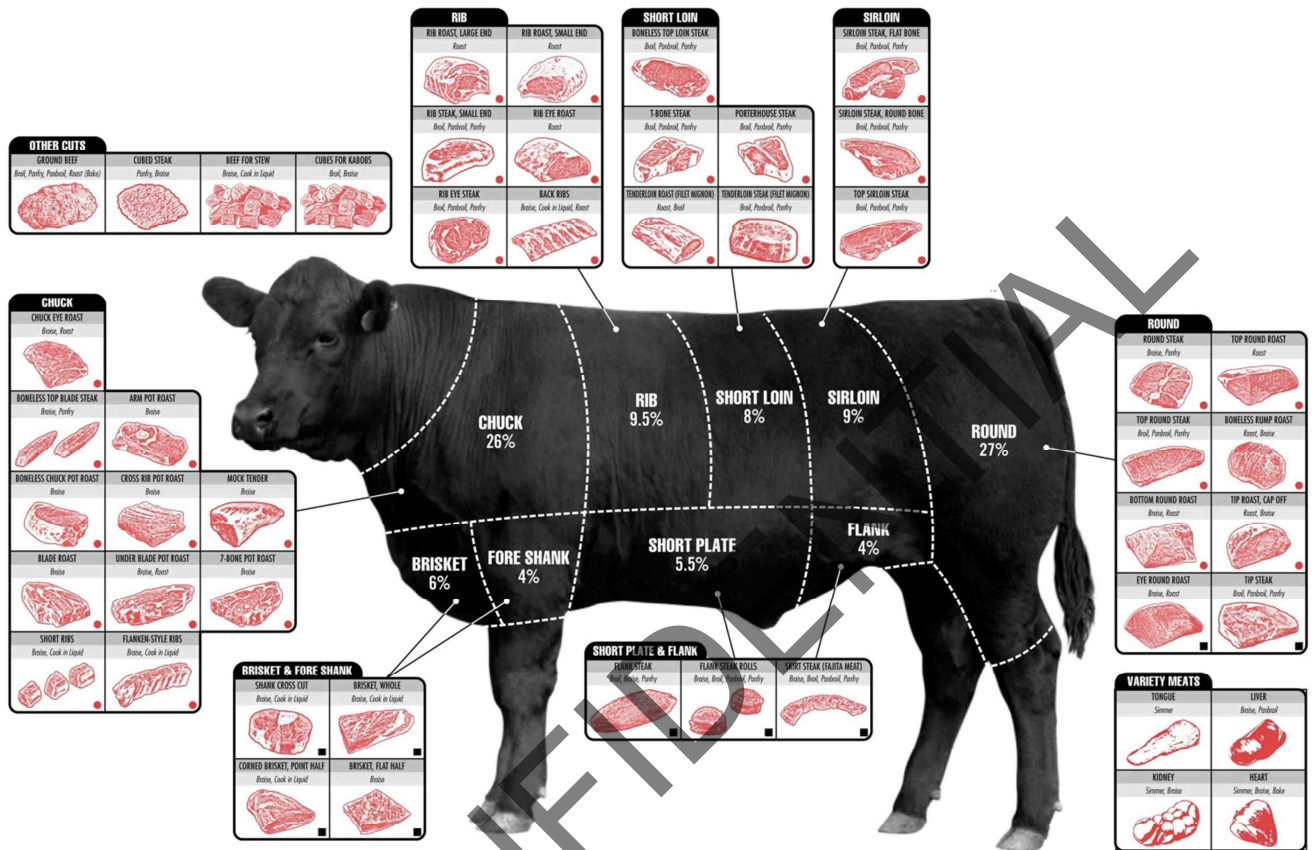 RIB
RIB ROAST, LARGE END
Roast
RIB ROAST, SMALL END
Roast
RIB STEAK, SMALL END
Broil, Panbroil, Panfry
RIB EYE ROAST
Roast
RIB EYE STEAK
Broil, Panbroil, Panfry
BACK RIBS
Braise, Cook in Liquid, Roast
SHORT LOIN
BONELESS TOP LOIN STEAK
Broil, Panbroil, Panfry
T-BONE STEAK
Broil, Panbroil, Panfry
PORTERHOUSE STEAK
Broil, Panbroil, Panfry
TENDERLOIN ROAST (FILET MIGNON)
Roast, Broil
TENDERLOIN STEAK (FILET MIGNON)
Broil, Panbroil, Panfry
SIRLOIN
SIRLOIN STEAK, FLAT BONE
Broil, Panbroil, Panfry
SIRLOIN STEAK, ROUND BONE
Broil, Panbroil, Panfry
TOP SIRLOIN STEAK
Broil, Panbroil, Panfry
OTHER CUTS
GROUND BEEF
Broil, Panfry, Panbroil, Roast (Bake)
CUBED STEAK
Panfry, Braise
BEEF FOR STEW
Braise, Cook in Liquid
CUBES FOR KABOBS
Broil, Braise
CHUCK
CHUCK EYE ROAST
Braise, Roast
BONELESS TOP BLADE STEAK
Braise, Panfry
ARM POT ROAST
Braise
BONELESS CHUCK POT ROAST
Braise
CROSS RIB POT ROAST
Braise
MOCK TENDER
Braise
BLADE ROAST
Braise
UNDER BLADE POT ROAST
Braise, Roast
7-BONE POT ROAST
Braise
SHORT RIBS
Braise, Cook in Liquid
FLANKEN-STYLE RIBS
Braise, Cook in Liquid
CHUCK
26%
RIB
9.5%
SHORT LOIN
8%
SIRLOIN
9%
ROUND
27%
BRISKET
6%
FORE SHANK
4%
SHORT PLATE
5.5%
FLANK
4%
ROUND
ROUND STEAK
Braise, Panfry
TOP ROUND ROAST
Roast
TOP ROUND STEAK
Broil, Panbroil, Panfry
BONELESS RUMP ROAST
Roast, Braise
BOTTOM ROUND ROAST
Braise, Roast
TIP ROAST, CAP OFF
Roast, Braise
EYE ROUND ROAST
Braise, Roast
TIP STEAK
Broil, Panbroil, Panfry
BRISKET & FORE SHANK
SHANK CROSS CUT
Braise, Cook in Liquid
BRISKET, WHOLE
Braise, Cook in Liquid
CORNED BRISKET, POINT HALF
Braise, Cook in Liquid
BRISKET, FLAT HALF
Braise
SHORT PLATE & FLANK
FLANK STEAK
Broil, Braise, Panfry
FLANK STEAK ROLLS
Braise, Broil, Panbroil, Panfry
SKIRT STEAK (FAJITA MEAT)
Braise, Broil, Panbroil, Panfry
VARIETY MEATS
TONGUE
Simmer
LIVER
Braise, Panbroil
KIDNEY
Simmer, Braise
HEART
Simmer, Braise, Bake
FIDENTIAL